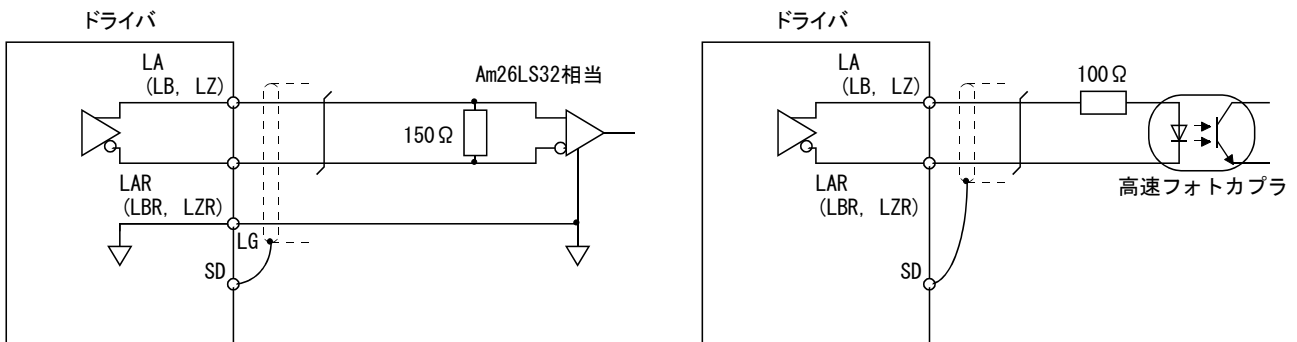 ドライバ
LA
(LB, LZ)
Am26LS32相当
150Ω
LAR
(LBR, LZR)
LG
SD
ドライバ
LA
(LB, LZ)
100Ω
LAR
(LBR, LZR)
高速フォトカプラ
SD